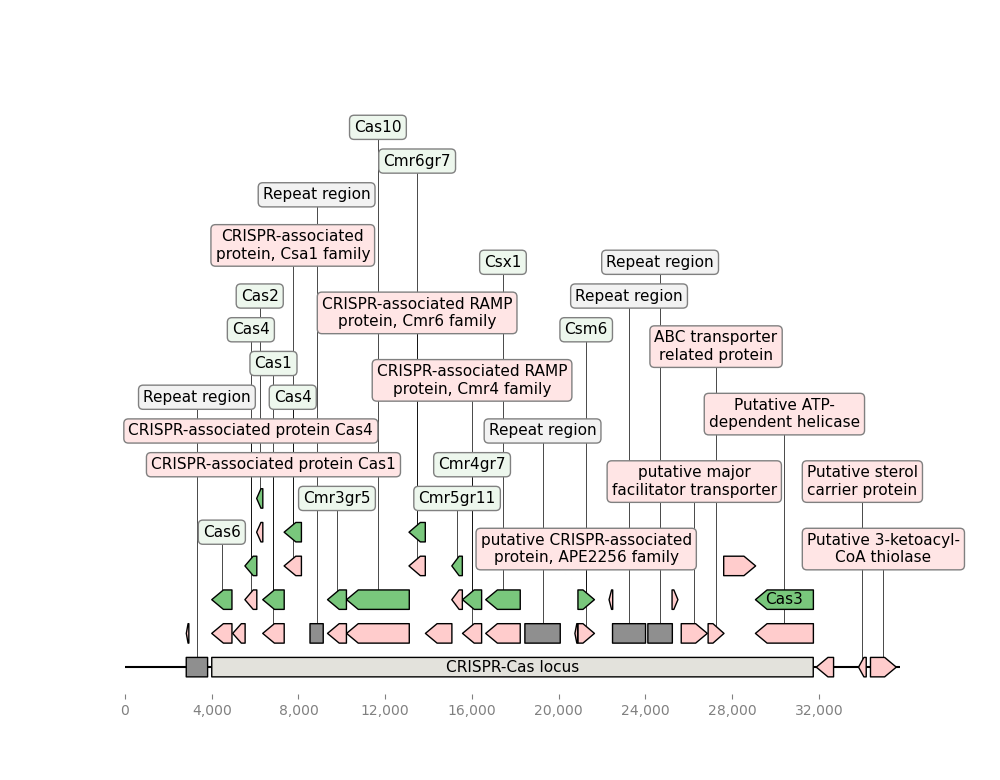 Cas10
Cmr6gr7
Repeat region
CRISPR-associated
protein, Csa1 family
Csx1
Repeat region
Cas2
Repeat region
CRISPR-associated RAMP
protein, Cmr6 family
Cas4
Csm6
ABC transporter
related protein
Cas1
CRISPR-associated RAMP
protein, Cmr4 family
Repeat region
Cas4
Putative ATP-
dependent helicase
CRISPR-associated protein Cas4
Repeat region
CRISPR-associated protein Cas1
Cmr4gr7
putative major
facilitator transporter
Putative sterol
carrier protein
Cmr3gr5
Cmr5gr11
Cas6
putative CRISPR-associated
protein, APE2256 family
Putative 3-ketoacyl-
CoA thiolase
Cas3
CRISPR-Cas locus
0
4,000
8,000
12,000
16,000
20,000
24,000
28,000
32,000